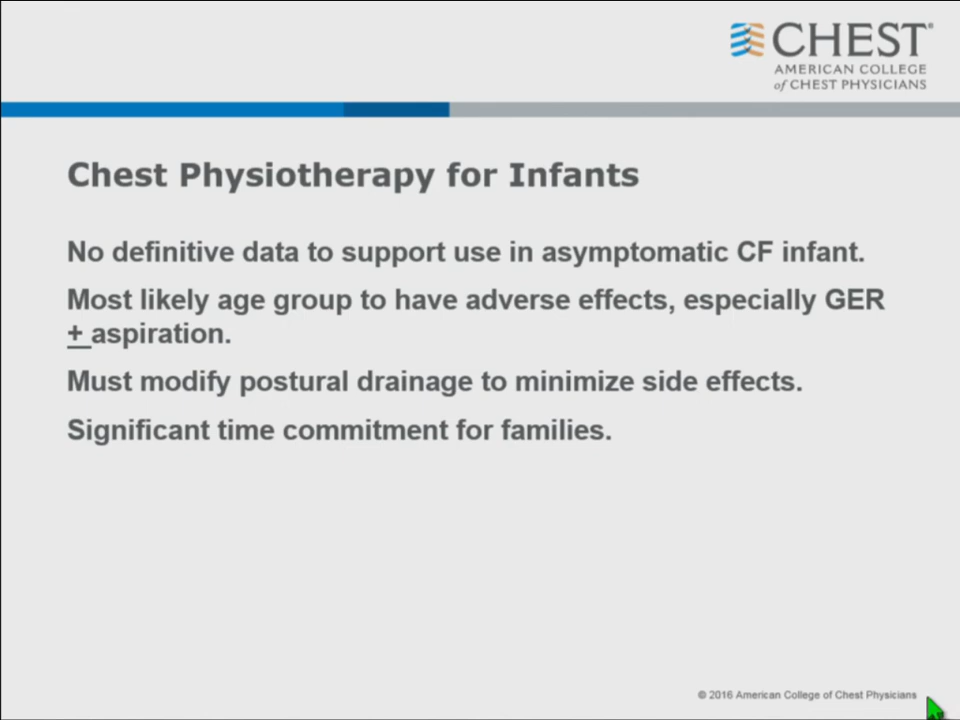 CHEST®
AMERICAN COLLEGE
of CHEST PHYSICIANS
Chest Physiotherapy for Infants
No definitive data to support use in asymptomatic CF infant.
Most likely age group to have adverse effects, especially GER
+ aspiration.
Must modify postural drainage to minimize side effects.
Significant time commitment for families.
© 2016 American College of Chest Physicians